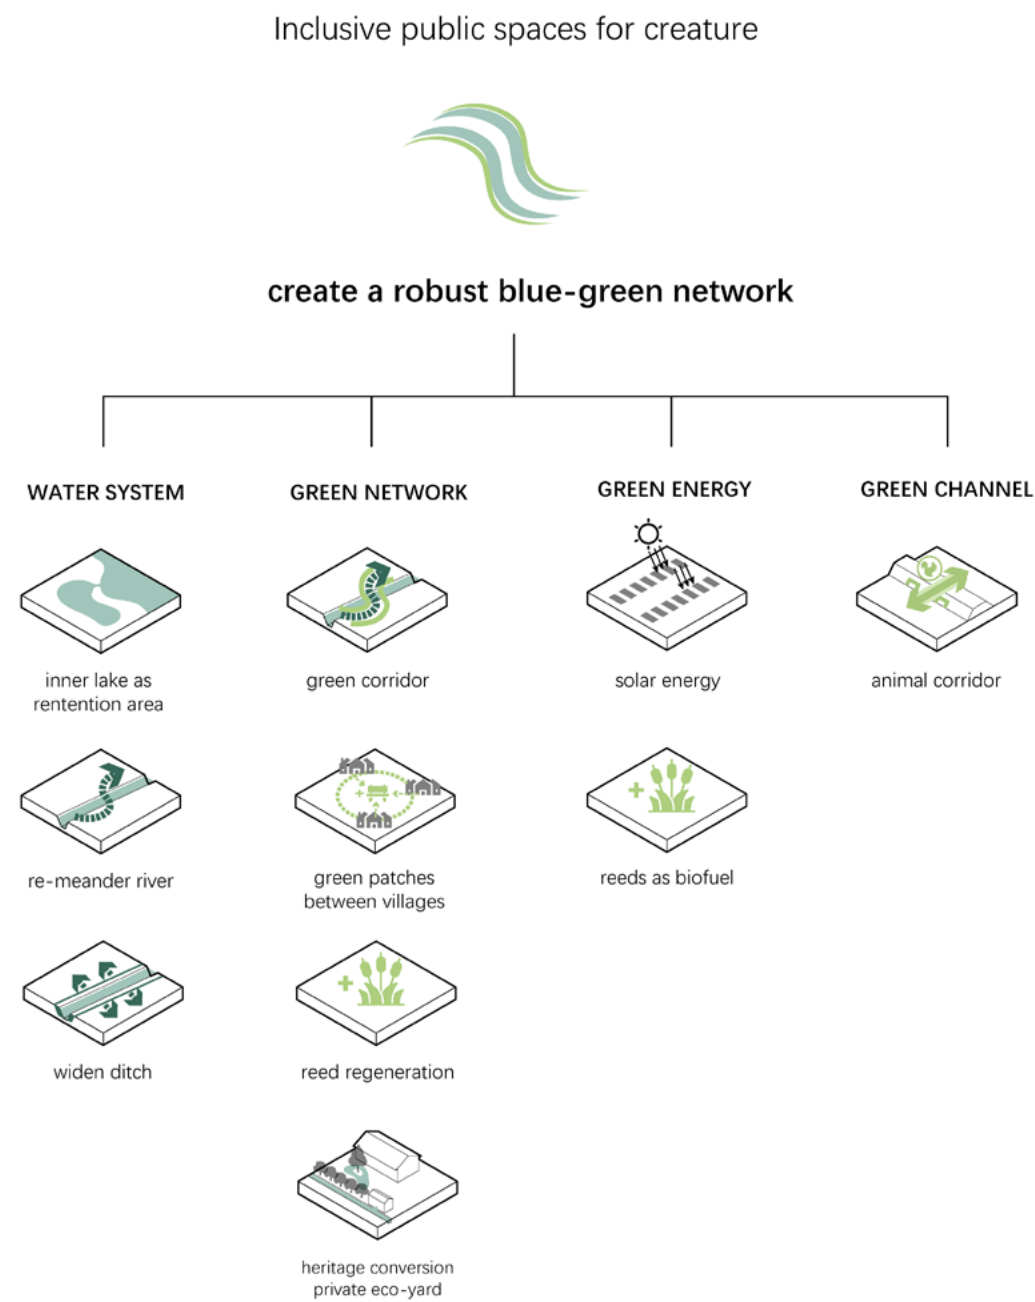 Inclusive public spaces for creature
create a robust blue-green network
WATER SYSTEM
inner lake as
rentention area
re-meander river
widen ditch
GREEN NETWORK
green corridor
green patches
between villages
reed regeneration
heritage conversion
private eco-yard
GREEN ENERGY
solar energy
reeds as biofuel
GREEN CHANNEL
animal corridor